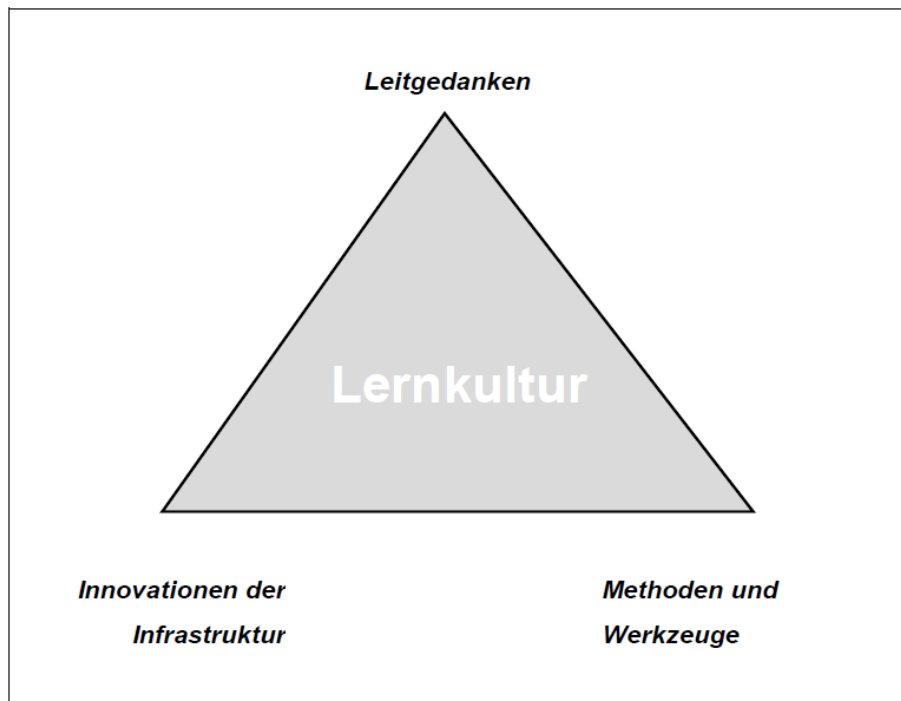 Leitgedanken
Lernkultur
Innovationen der
Infrastruktur
Methoden und
Werkzeuge